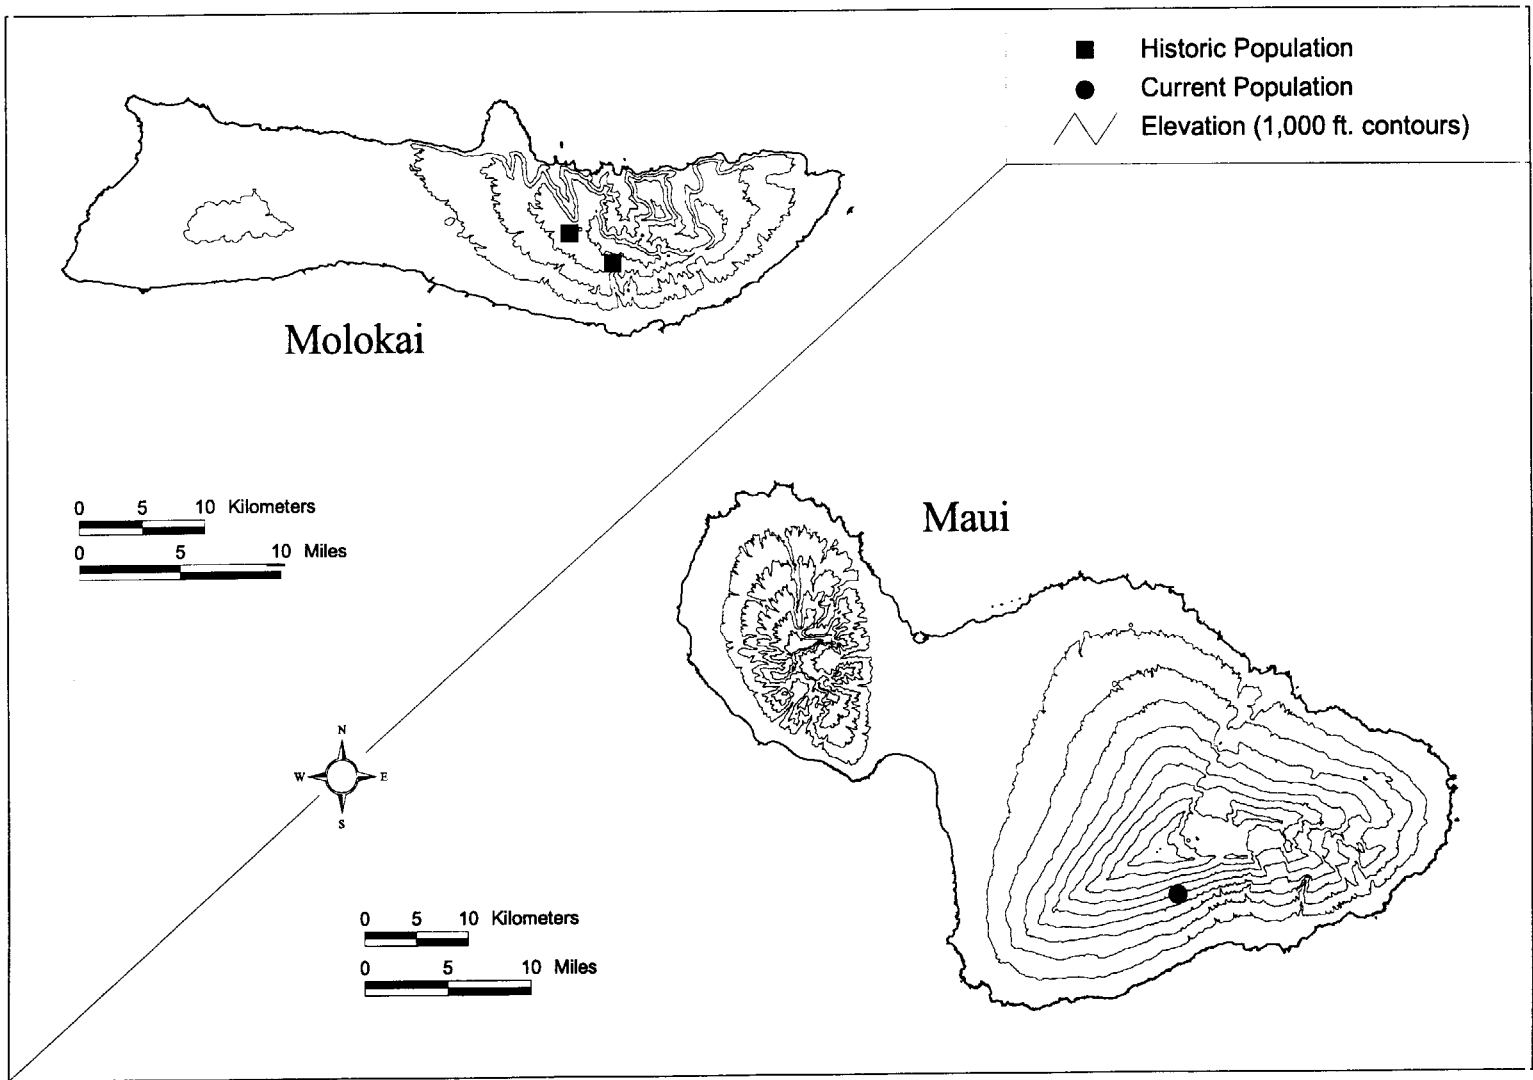 Historic Population
Current Population
Elevation (1,000 ft. contours)
Molokai
0 5 10 Kilometers
0 5 10 Miles
Maui
N
W E
S
0 5 10 Kilometers
0 5 10 Miles